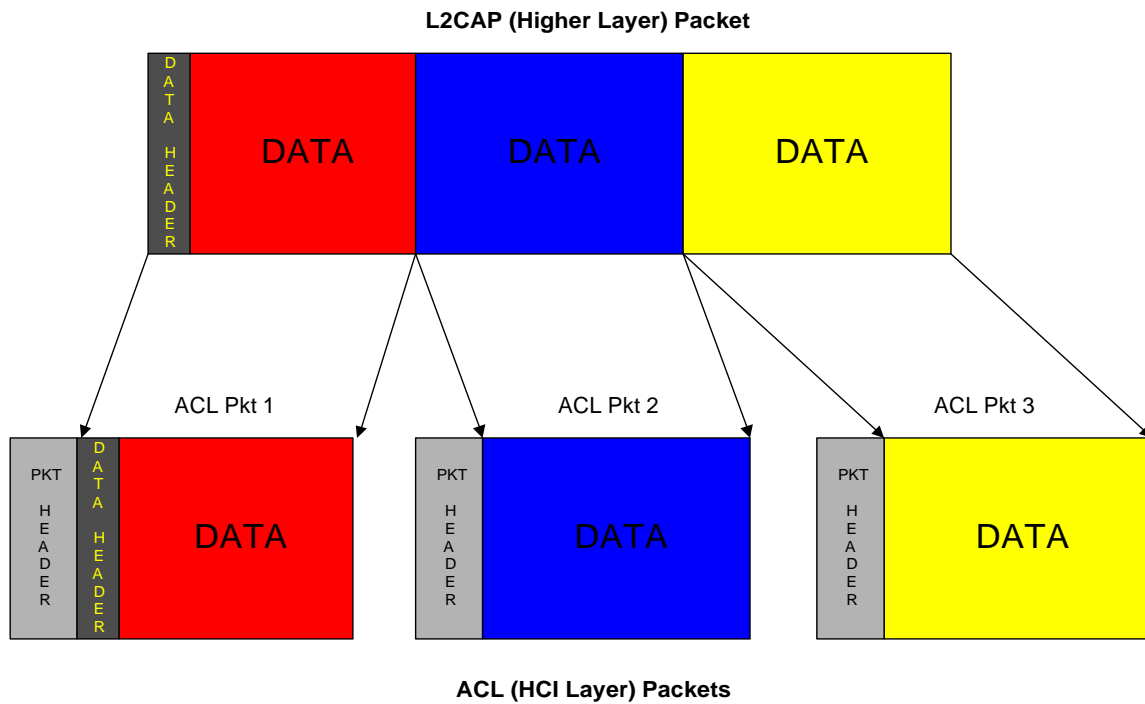 L2CAP (Higher Layer) Packet
DATA HEADER
DATA
DATA
DATA
ACL Pkt 1
ACL Pkt 2
ACL Pkt 3
PKT HEADER
DATA HEADER
DATA
PKT HEADER
DATA
PKT HEADER
DATA
ACL (HCI Layer) Packets